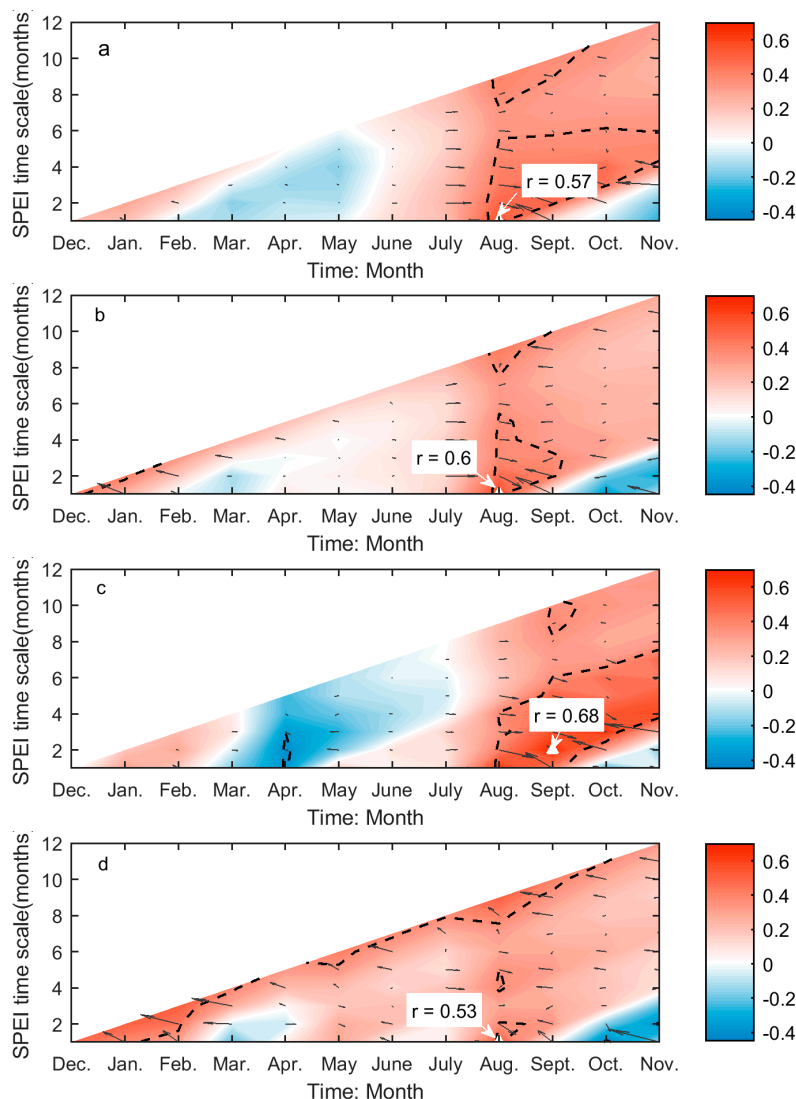 a
12
10
8
6
4
2
SPEI time scale(months)
r = 0.57
Dec. Jan. Feb. Mar. Apr. May June July Aug. Sept. Oct. Nov.
Time: Month
0.6
0.4
0.2
0
-0.2
-0.4
b
12
10
8
6
4
2
SPEI time scale(months)
r = 0.6
Dec. Jan. Feb. Mar. Apr. May June July Aug. Sept. Oct. Nov.
Time: Month
0.6
0.4
0.2
0
-0.2
-0.4
c
12
10
8
6
4
2
SPEI time scale(months)
r = 0.68
Dec. Jan. Feb. Mar. Apr. May June July Aug. Sept. Oct. Nov.
Time: Month
0.6
0.4
0.2
0
-0.2
-0.4
d
12
10
8
6
4
2
SPEI time scale(months)
r = 0.53
Dec. Jan. Feb. Mar. Apr. May June July Aug. Sept. Oct. Nov.
Time: Month
0.6
0.4
0.2
0
-0.2
-0.4